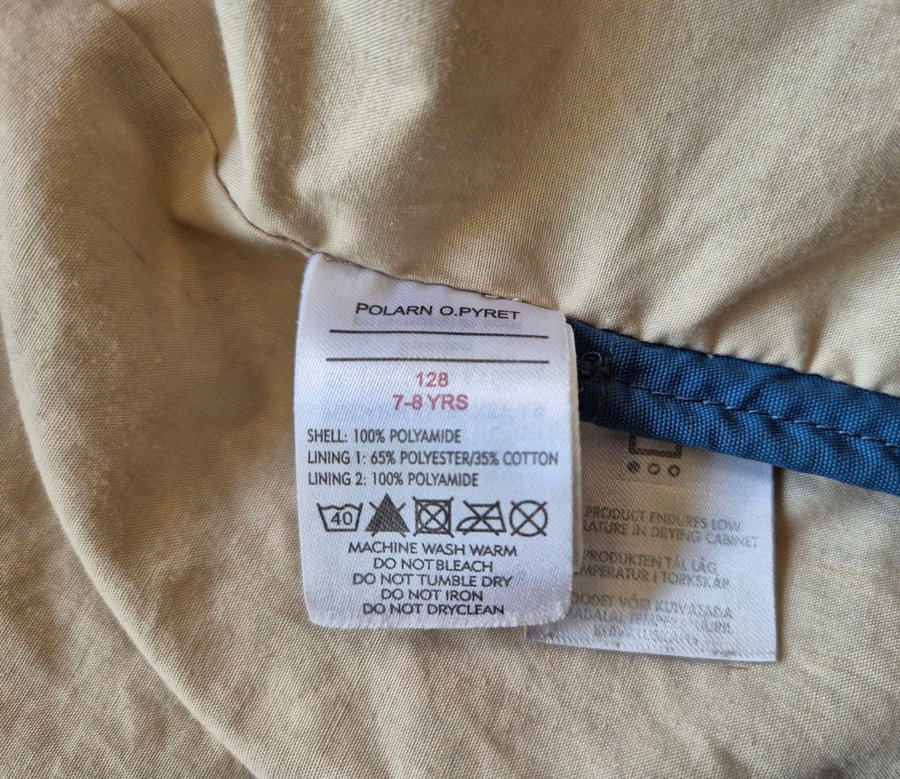 POLARN O.PYRET
128
7-8 YRS
SHELL: 100% POLYAMIDE
LINING 1: 65% POLYESTER/35% COTTON
LINING 2: 100% POLYAMIDE
40
MACHINE WASH WARM
DO NOT BLEACH
DO NOT TUMBLE DRY
DO NOT IRON
DO NOT DRYCLEAN
PRODUCT ENDURES LOW
IN DRYING CABINET
PRODUKTEN TÅL LÅG
I TORKSKÅP
VÕIB KUIVATADA